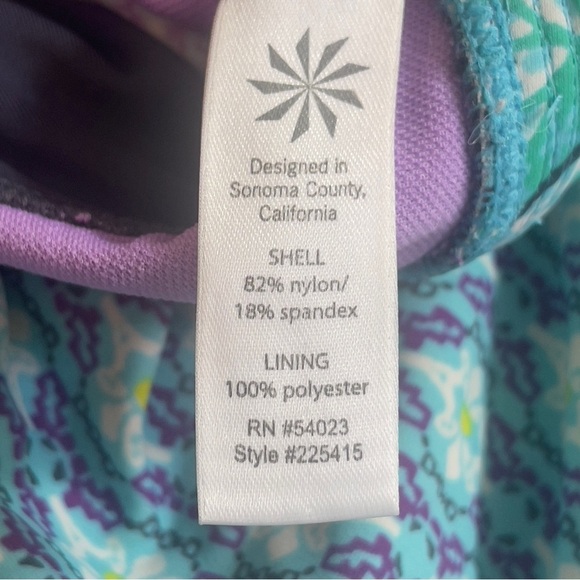 Designed in
Sonoma County,
California
SHELL
82% nylon/
18% spandex
LINING
100% polyester
RN #54023
Style #225415